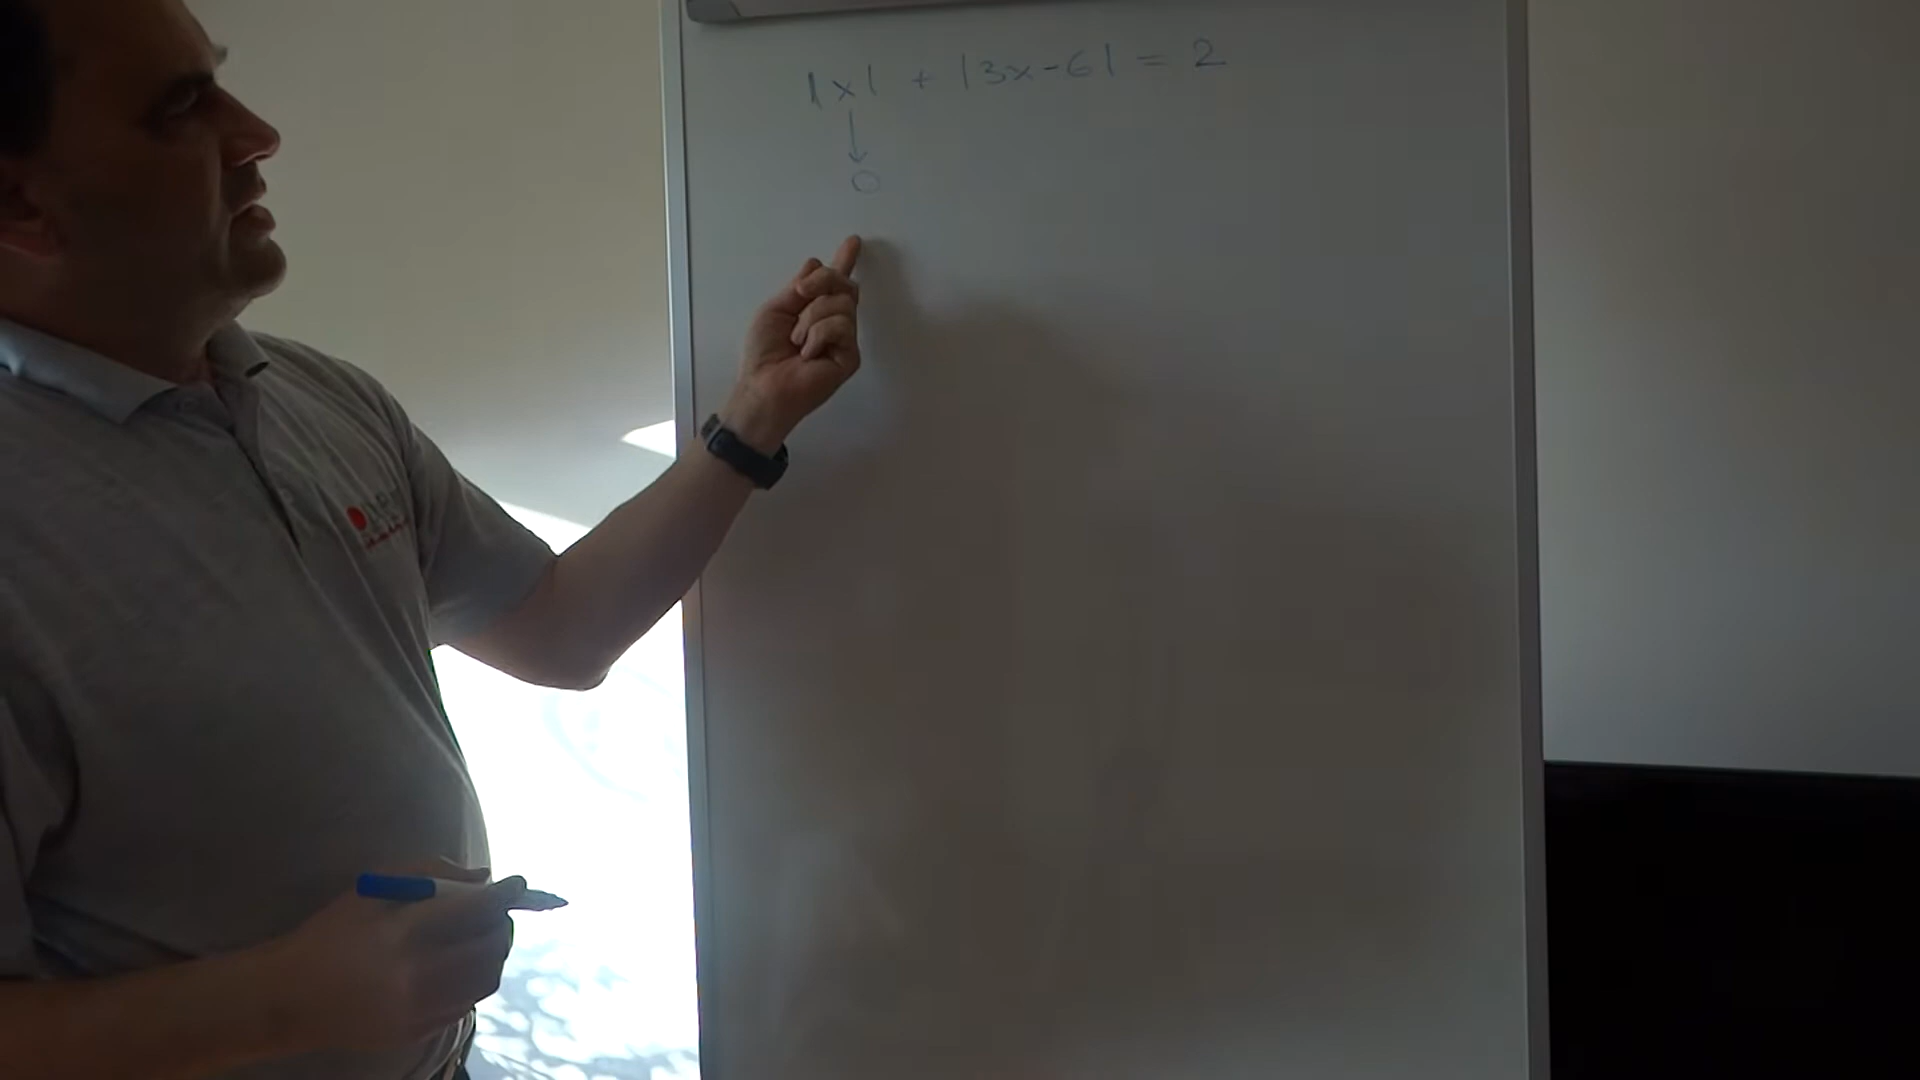 |x| + |3x-6| = 2
↓
0